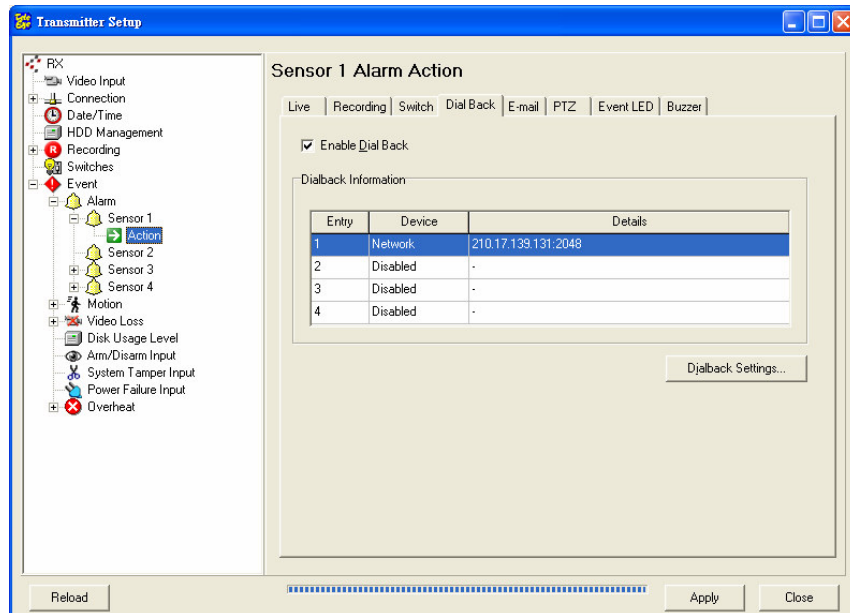 Transmitter Setup
RX
Video Input
Connection
Date/Time
HDD Management
Recording
Switches
Event
Alarm
Sensor 1
Action
Sensor 2
Sensor 3
Sensor 4
Motion
Video Loss
Disk Usage Level
Arm/Disarm Input
System Tamper Input
Power Failure Input
Overheat
Sensor 1 Alarm Action
Live Recording Switch Dial Back E-mail PTZ Event LED Buzzer
Enable Dial Back
Dialback Information
Entry Device Details
1 Network 210.17.139.131:2048
2 Disabled -
3 Disabled -
4 Disabled -
Dialback Settings...
Reload Apply Close